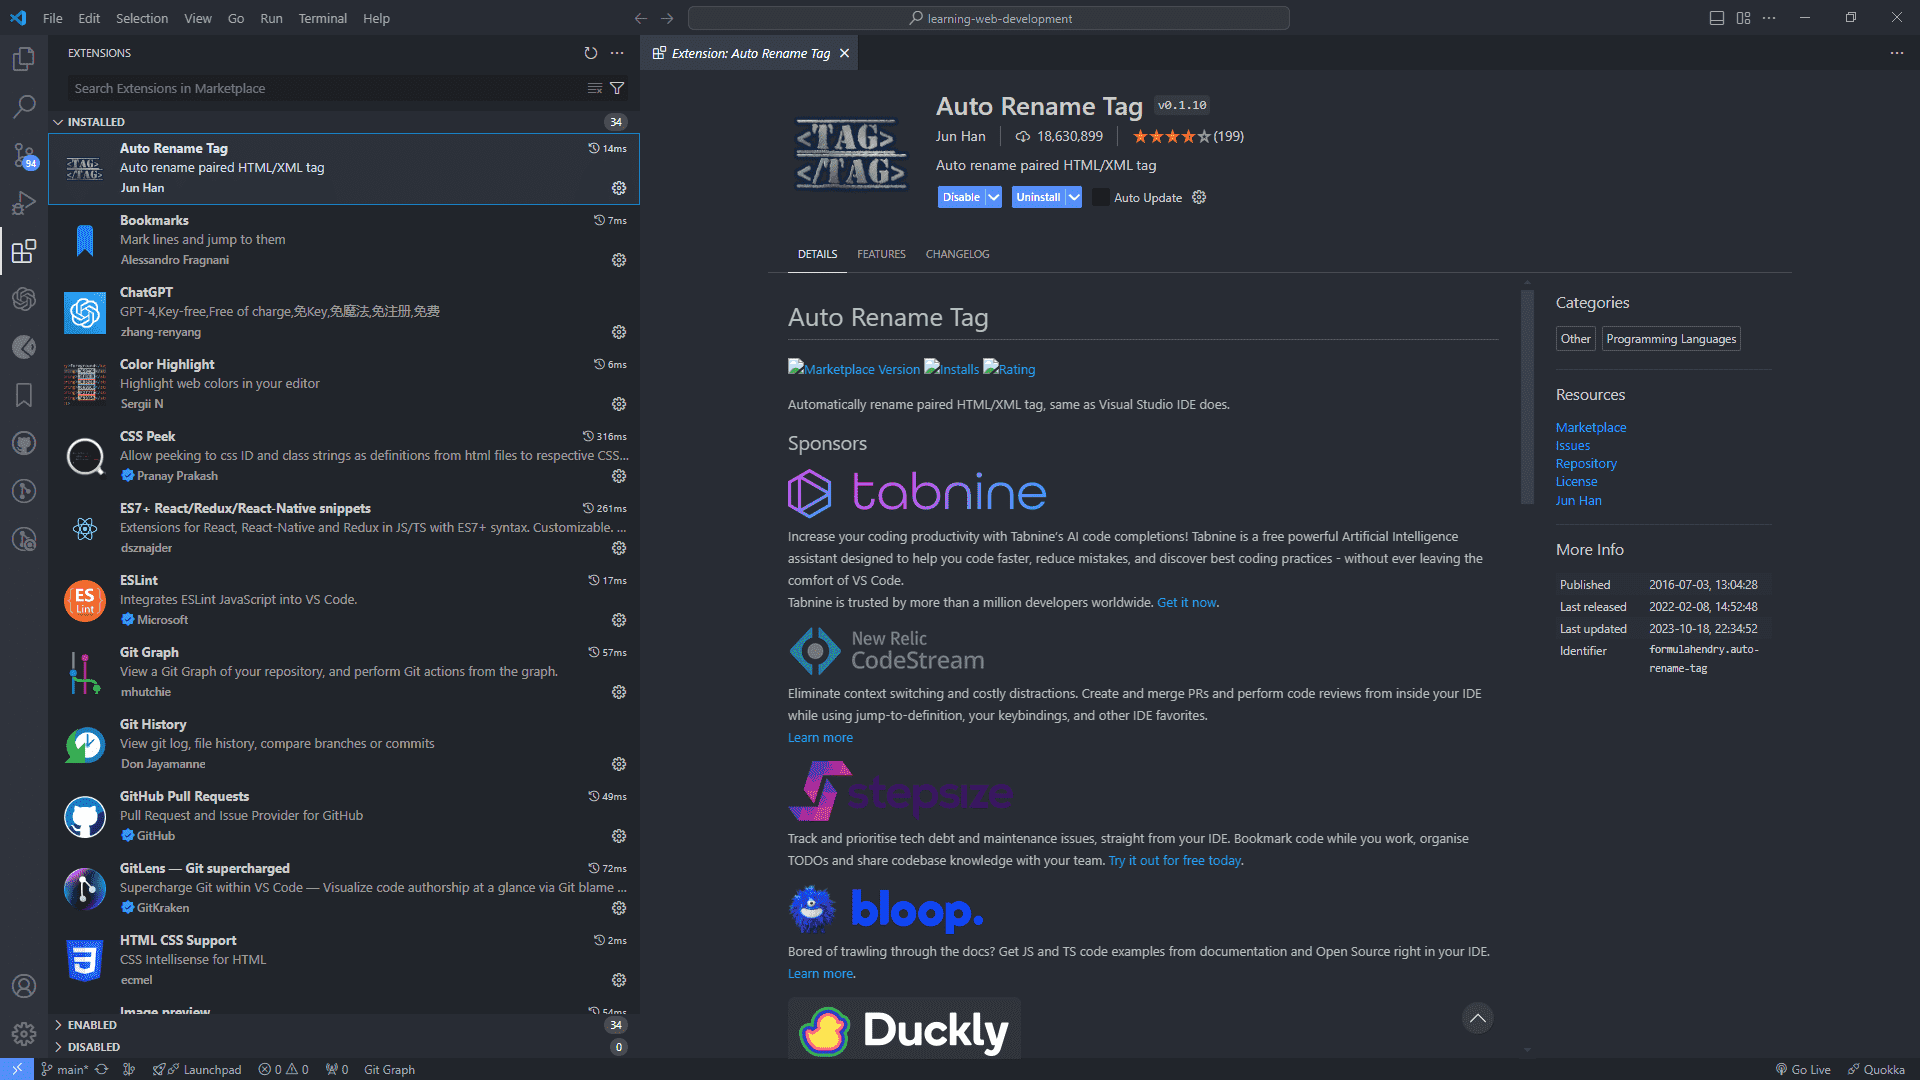 File Edit Selection View Go Run Terminal Help
learning-web-development
EXTENSIONS
Search Extensions in Marketplace
INSTALLED 34
Auto Rename Tag 14ms
Auto rename paired HTML/XML tag
Jun Han
Bookmarks 7ms
Mark lines and jump to them
Alessandro Fragnani
ChatGPT
GPT-4,Key-free,Free of charge,免Key,免魔法,免注册,免费
zhang-renyang
Color Highlight 6ms
Highlight web colors in your editor
Sergii N
CSS Peek 316ms
Allow peeking to css ID and class strings as definitions from html files to respective CSS...
Pranay Prakash
ES7+ React/Redux/React-Native snippets 261ms
Extensions for React, React-Native and Redux in JS/TS with ES7+ syntax. Customizable. ...
dsznajder
ES
Lint
ESLint 17ms
Integrates ESLint JavaScript into VS Code.
Microsoft
Git Graph 57ms
View a Git Graph of your repository, and perform Git actions from the graph.
mhutchie
Git History
View git log, file history, compare branches or commits
Don Jayamanne
GitHub Pull Requests 49ms
Pull Request and Issue Provider for GitHub
GitHub
GitLens — Git supercharged 72ms
Supercharge Git within VS Code — Visualize code authorship at a glance via Git blame ...
GitKraken
HTML CSS Support 2ms
CSS Intellisense for HTML
ecmel
Image preview 54ms
ENABLED 34
DISABLED 0
94
Extension: Auto Rename Tag
<TAG>
</TAG>
Auto Rename Tag v0.1.10
Jun Han 18,630,899 (199)
Auto rename paired HTML/XML tag
Disable Uninstall Auto Update
DETAILS FEATURES CHANGELOG
Auto Rename Tag
Marketplace Version Installs Rating
Automatically rename paired HTML/XML tag, same as Visual Studio IDE does.
Sponsors
tabnine
Increase your coding productivity with Tabnine's AI code completions! Tabnine is a free powerful Artificial Intelligence
assistant designed to help you code faster, reduce mistakes, and discover best coding practices - without ever leaving the
comfort of VS Code.
Tabnine is trusted by more than a million developers worldwide. Get it now.
New Relic
CodeStream
Eliminate context switching and costly distractions. Create and merge PRs and perform code reviews from inside your IDE
while using jump-to-definition, your keybindings, and other IDE favorites.
Learn more
stepsize
Track and prioritise tech debt and maintenance issues, straight from your IDE. Bookmark code while you work, organise
TODOs and share codebase knowledge with your team. Try it out for free today.
bloop.
Bored of trawling through the docs? Get JS and TS code examples from documentation and Open Source right in your IDE.
Learn more.
Duckly
Categories
Other Programming Languages
Resources
Marketplace
Issues
Repository
License
Jun Han
More Info
Published 2016-07-03, 13:04:28
Last released 2022-02-08, 14:52:48
Last updated 2023-10-18, 22:34:52
Identifier formulahendry.auto-
rename-tag
main* Launchpad 0 0 0 Git Graph Go Live Quokka